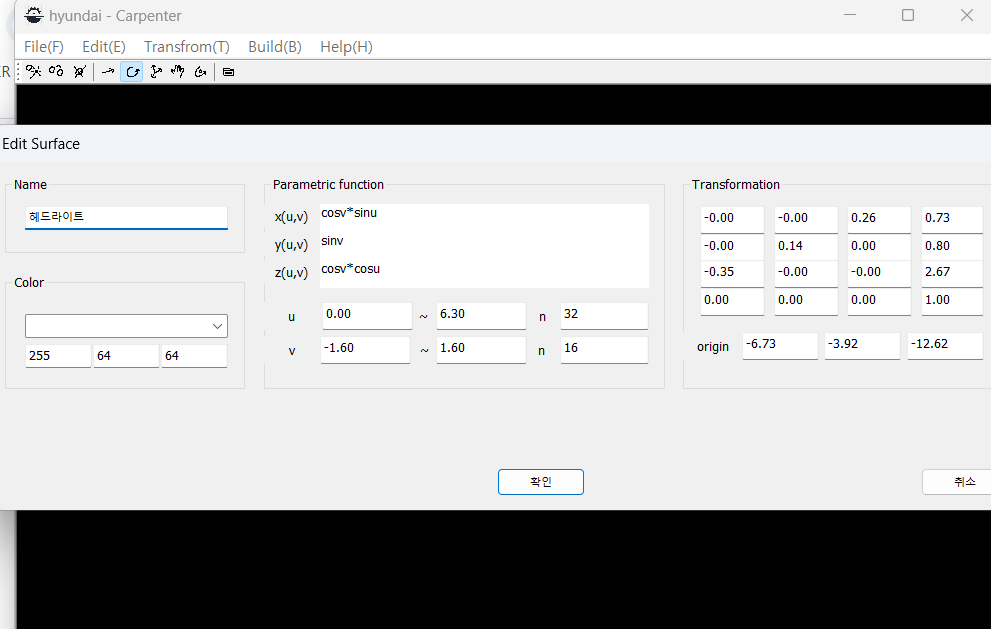 hyundai - Carpenter
File(F) Edit(E) Transfrom(T) Build(B) Help(H)
R
Edit Surface
Name
헤드라이트
Color
255 64 64
Parametric function
x(u,v) cosv*sinu
y(u,v) sinv
z(u,v) cosv*cosu
u 0.00 ~ 6.30 n 32
v -1.60 ~ 1.60 n 16
Transformation
-0.00 -0.00 0.26 0.73
-0.00 0.14 0.00 0.80
-0.35 -0.00 -0.00 2.67
0.00 0.00 0.00 1.00
origin -6.73 -3.92 -12.62
확인 취소